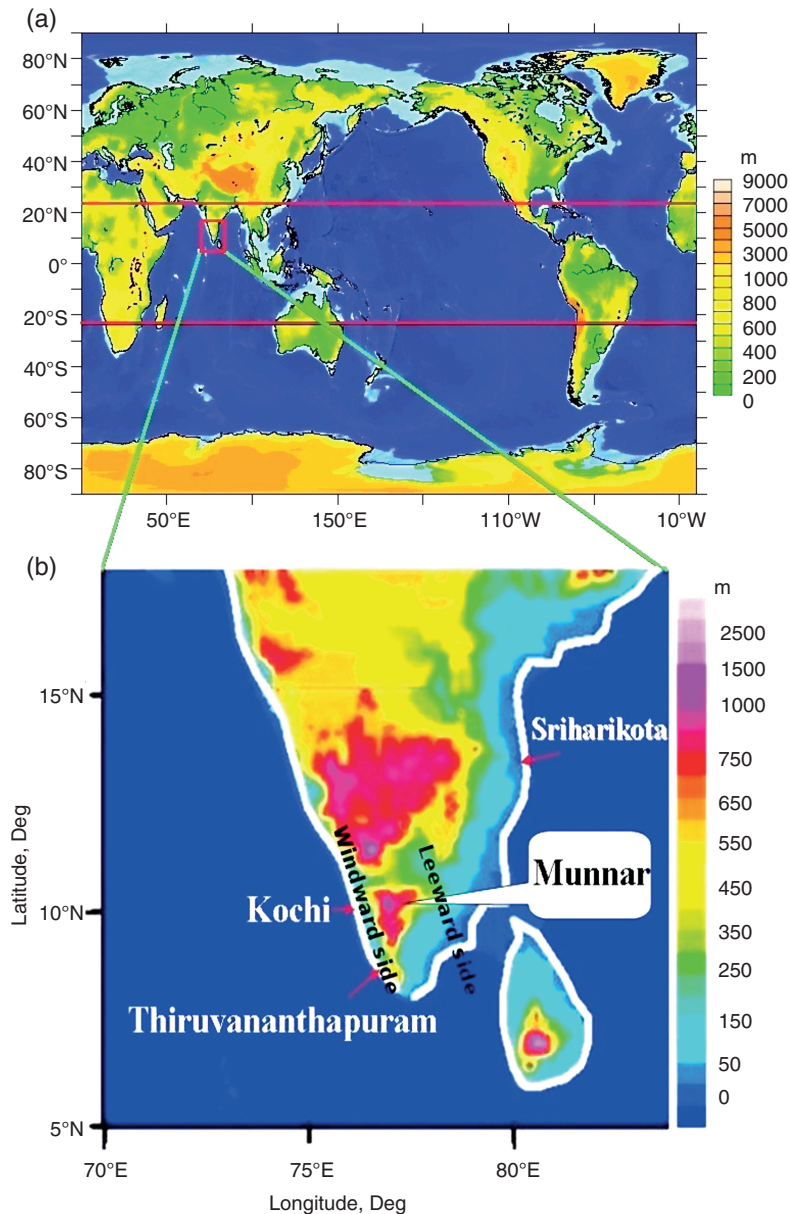 (a)
80°N
60°N
40°N
20°N
0°
20°S
40°S
60°S
80°S
50°E
150°E
110°W
10°W
m
9000
7000
5000
3000
1000
800
600
400
200
0
(b)
15°N
10°N
5°N
Latitude, Deg
70°E
75°E
80°E
Longitude, Deg
Sriharikota
Munnar
Kochi
Thiruvananthapuram
Windward side
Leeward side
m
2500
1500
1000
750
650
550
450
350
250
150
50
0